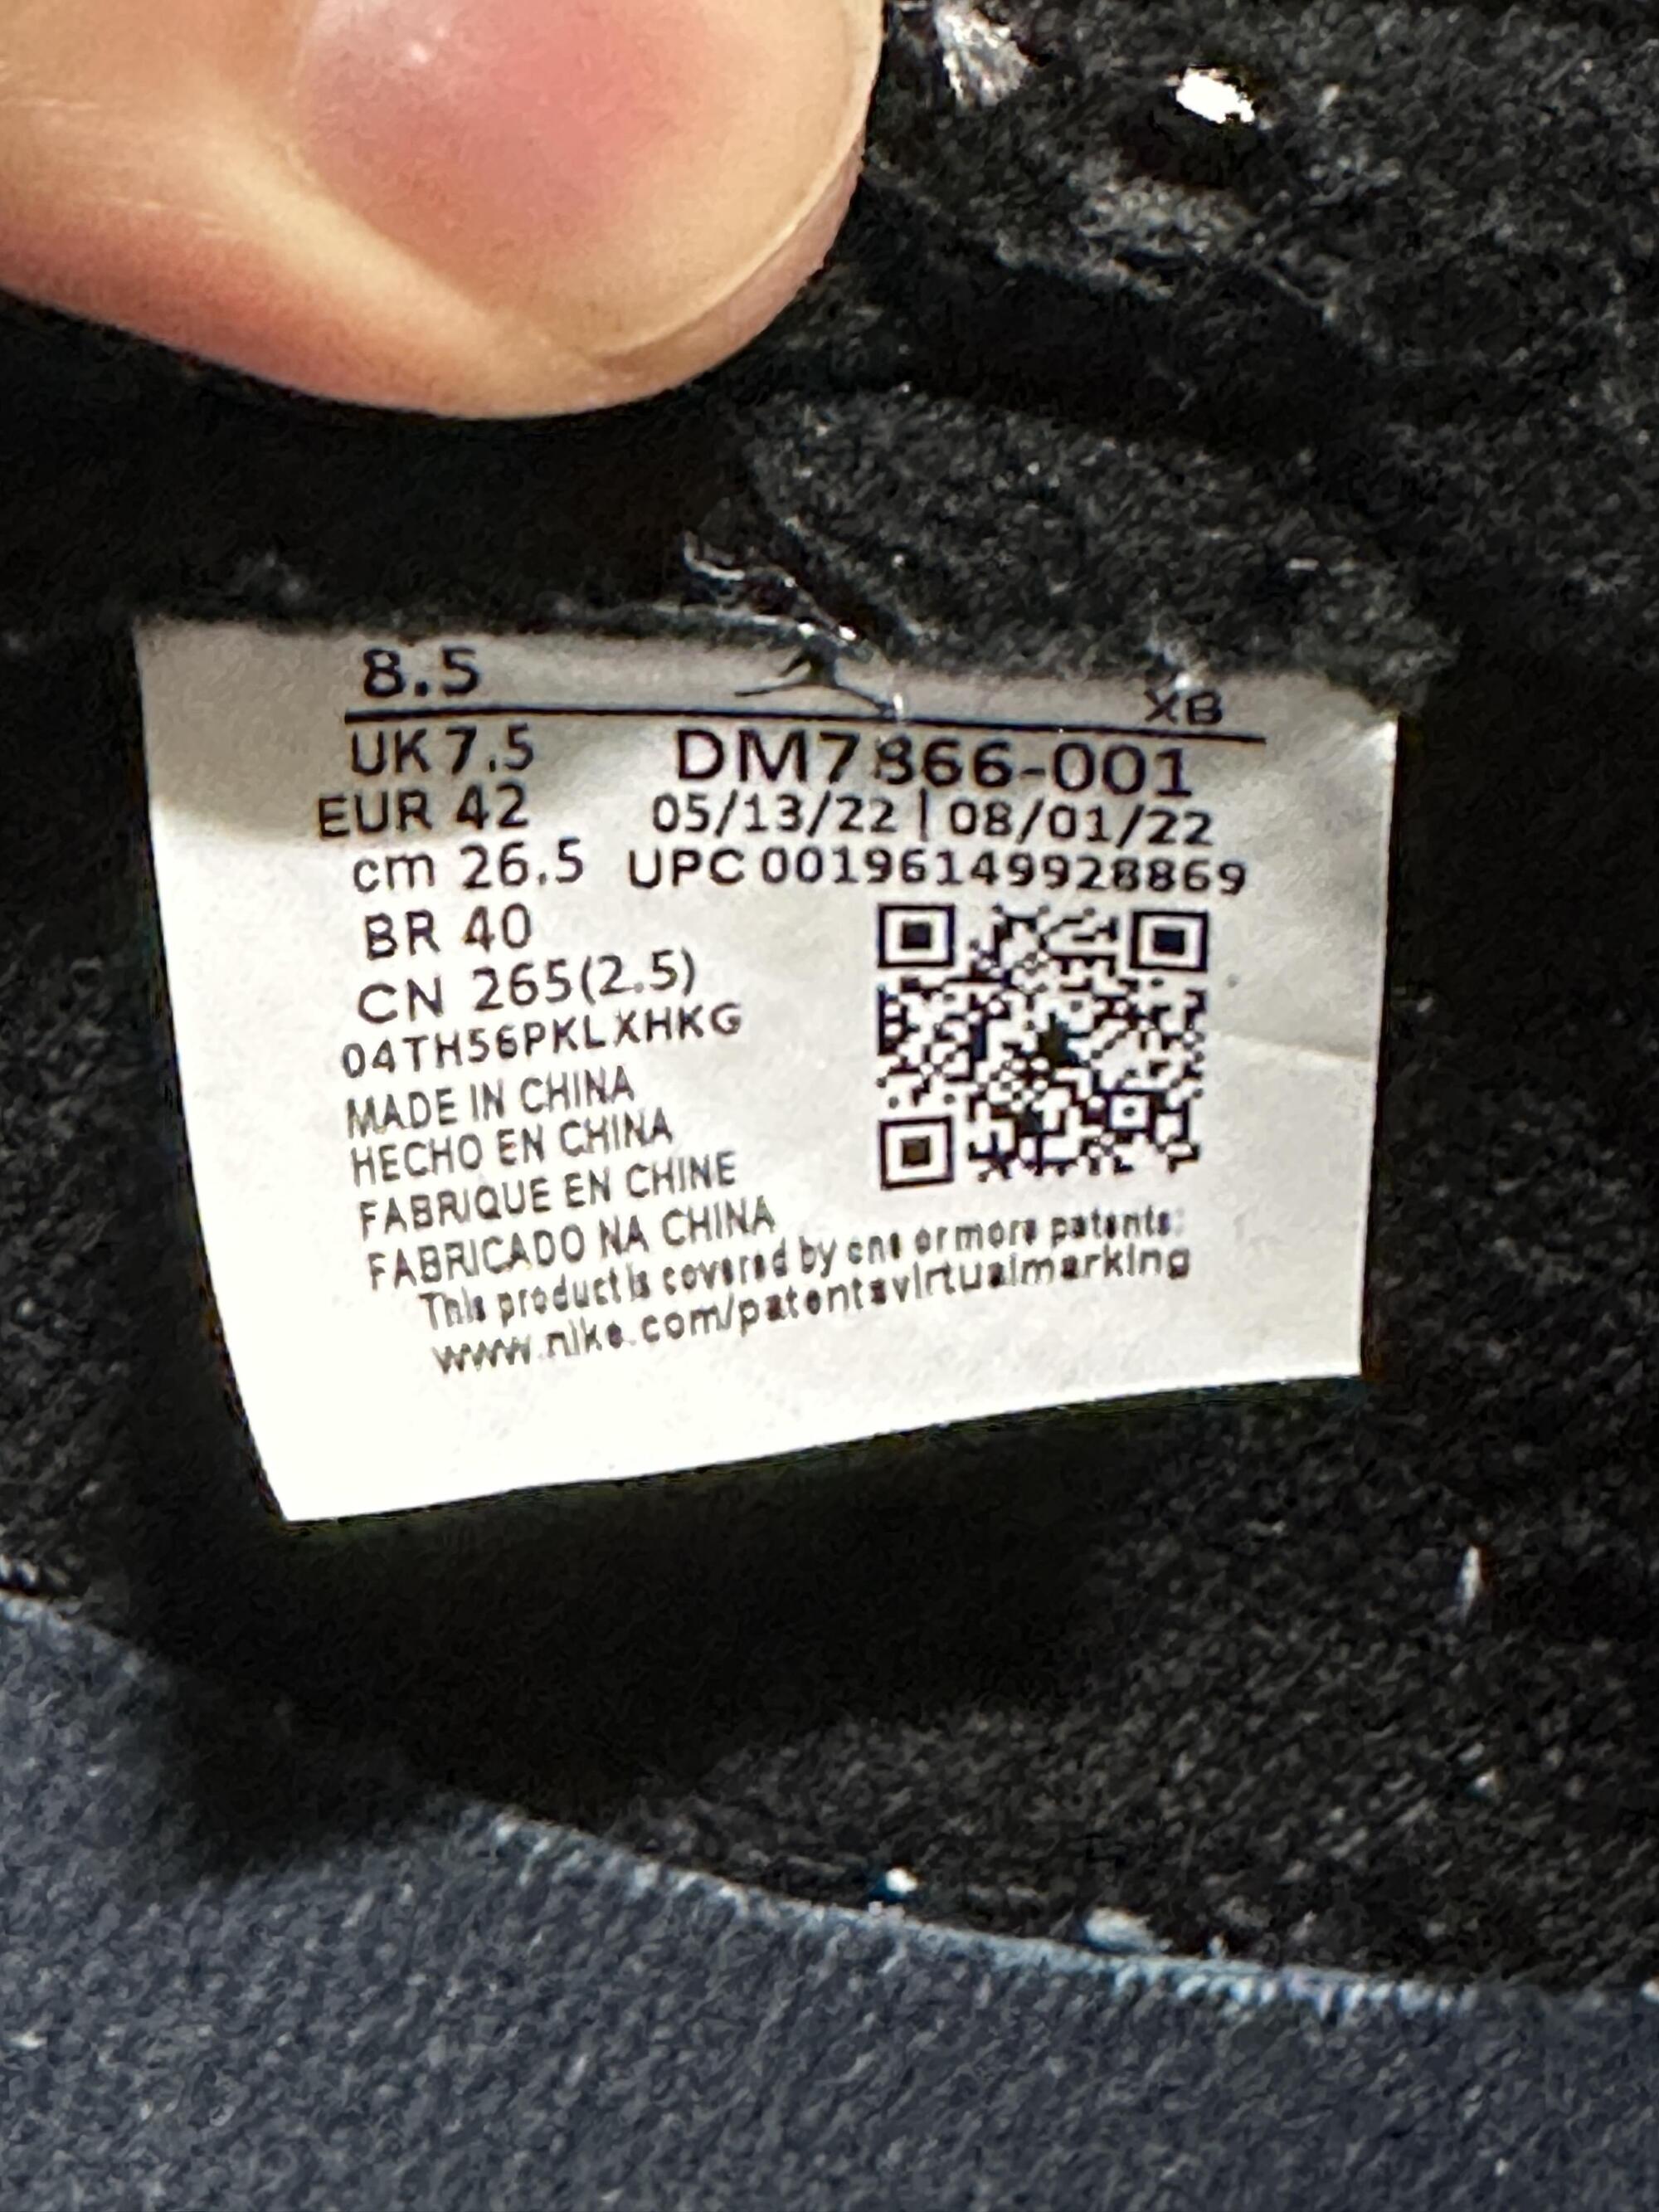 8.5
XB
UK 7.5 DM7866-001
EUR 42 05/13/22 | 08/01/22
cm 26.5 UPC 00196149928869
BR 40
CN 265(2.5)
04TH56PKLXHKG
MADE IN CHINA
HECHO EN CHINA
FABRIQUE EN CHINE
FABRICADO NA CHINA
This product is covered by one or more patents:
www.nike.com/patentsvirtualmarking